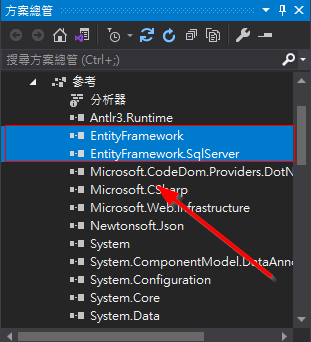 方案總管
搜尋方案總管 (Ctrl+;)
參考
分析器
Antlr3.Runtime
EntityFramework
EntityFramework.SqlServer
Microsoft.CodeDom.Providers.DotN
Microsoft.CSharp
Microsoft.Web.Infrastructure
Newtonsoft.Json
System
System.ComponentModel.DataAnno
System.Configuration
System.Core
System.Data